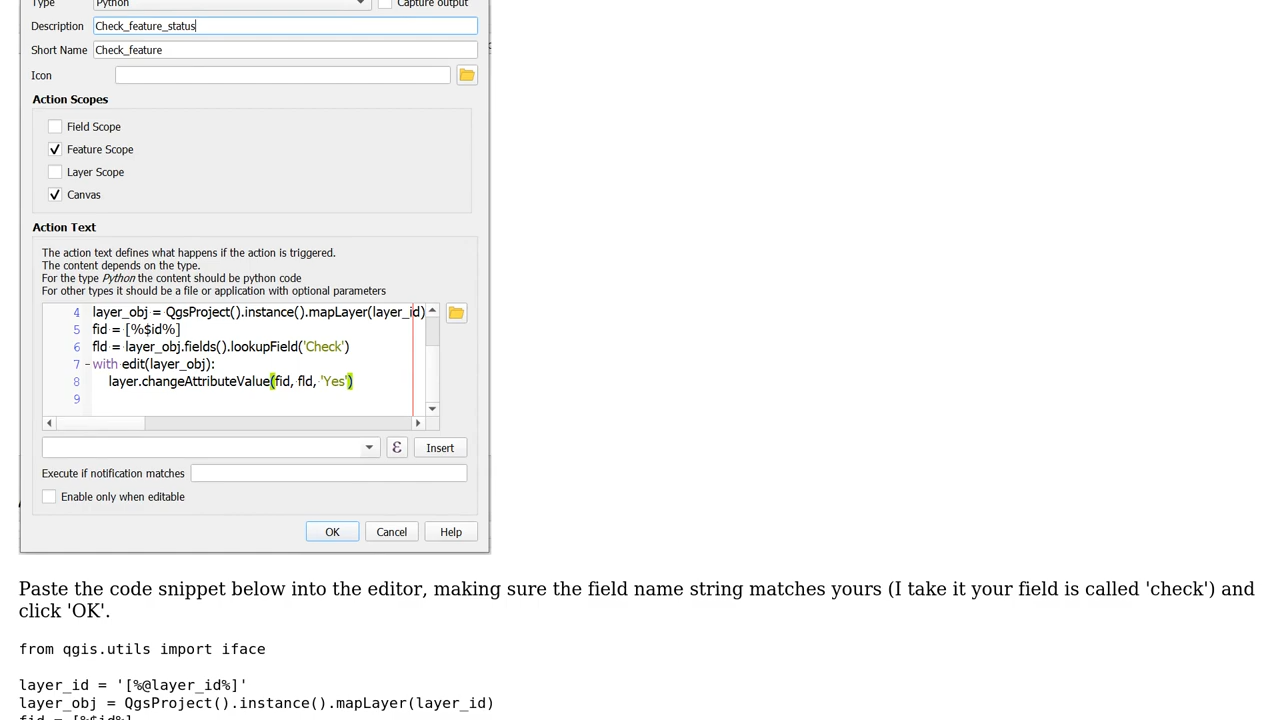 Type Python Capture output
Description Check_feature_status
Short Name Check_feature
Icon
Action Scopes
Field Scope
Feature Scope
Layer Scope
Canvas
Action Text
The action text defines what happens if the action is triggered.
The content depends on the type.
For the type Python the content should be python code
For other types it should be a file or application with optional parameters
4 layer_obj = QgsProject().instance().mapLayer(layer_id)
5 fid = [%$id%]
6 fld = layer_obj.fields().lookupField('Check')
7 with edit(layer_obj):
8 layer.changeAttributeValue(fid, fld, 'Yes')
9
ε Insert
Execute if notification matches
Enable only when editable
OK Cancel Help
Paste the code snippet below into the editor, making sure the field name string matches yours (I take it your field is called 'check') and
click 'OK'.
from qgis.utils import iface
layer_id = '[%@layer_id%]'
layer_obj = QgsProject().instance().mapLayer(layer_id)
fid = [%$id%]